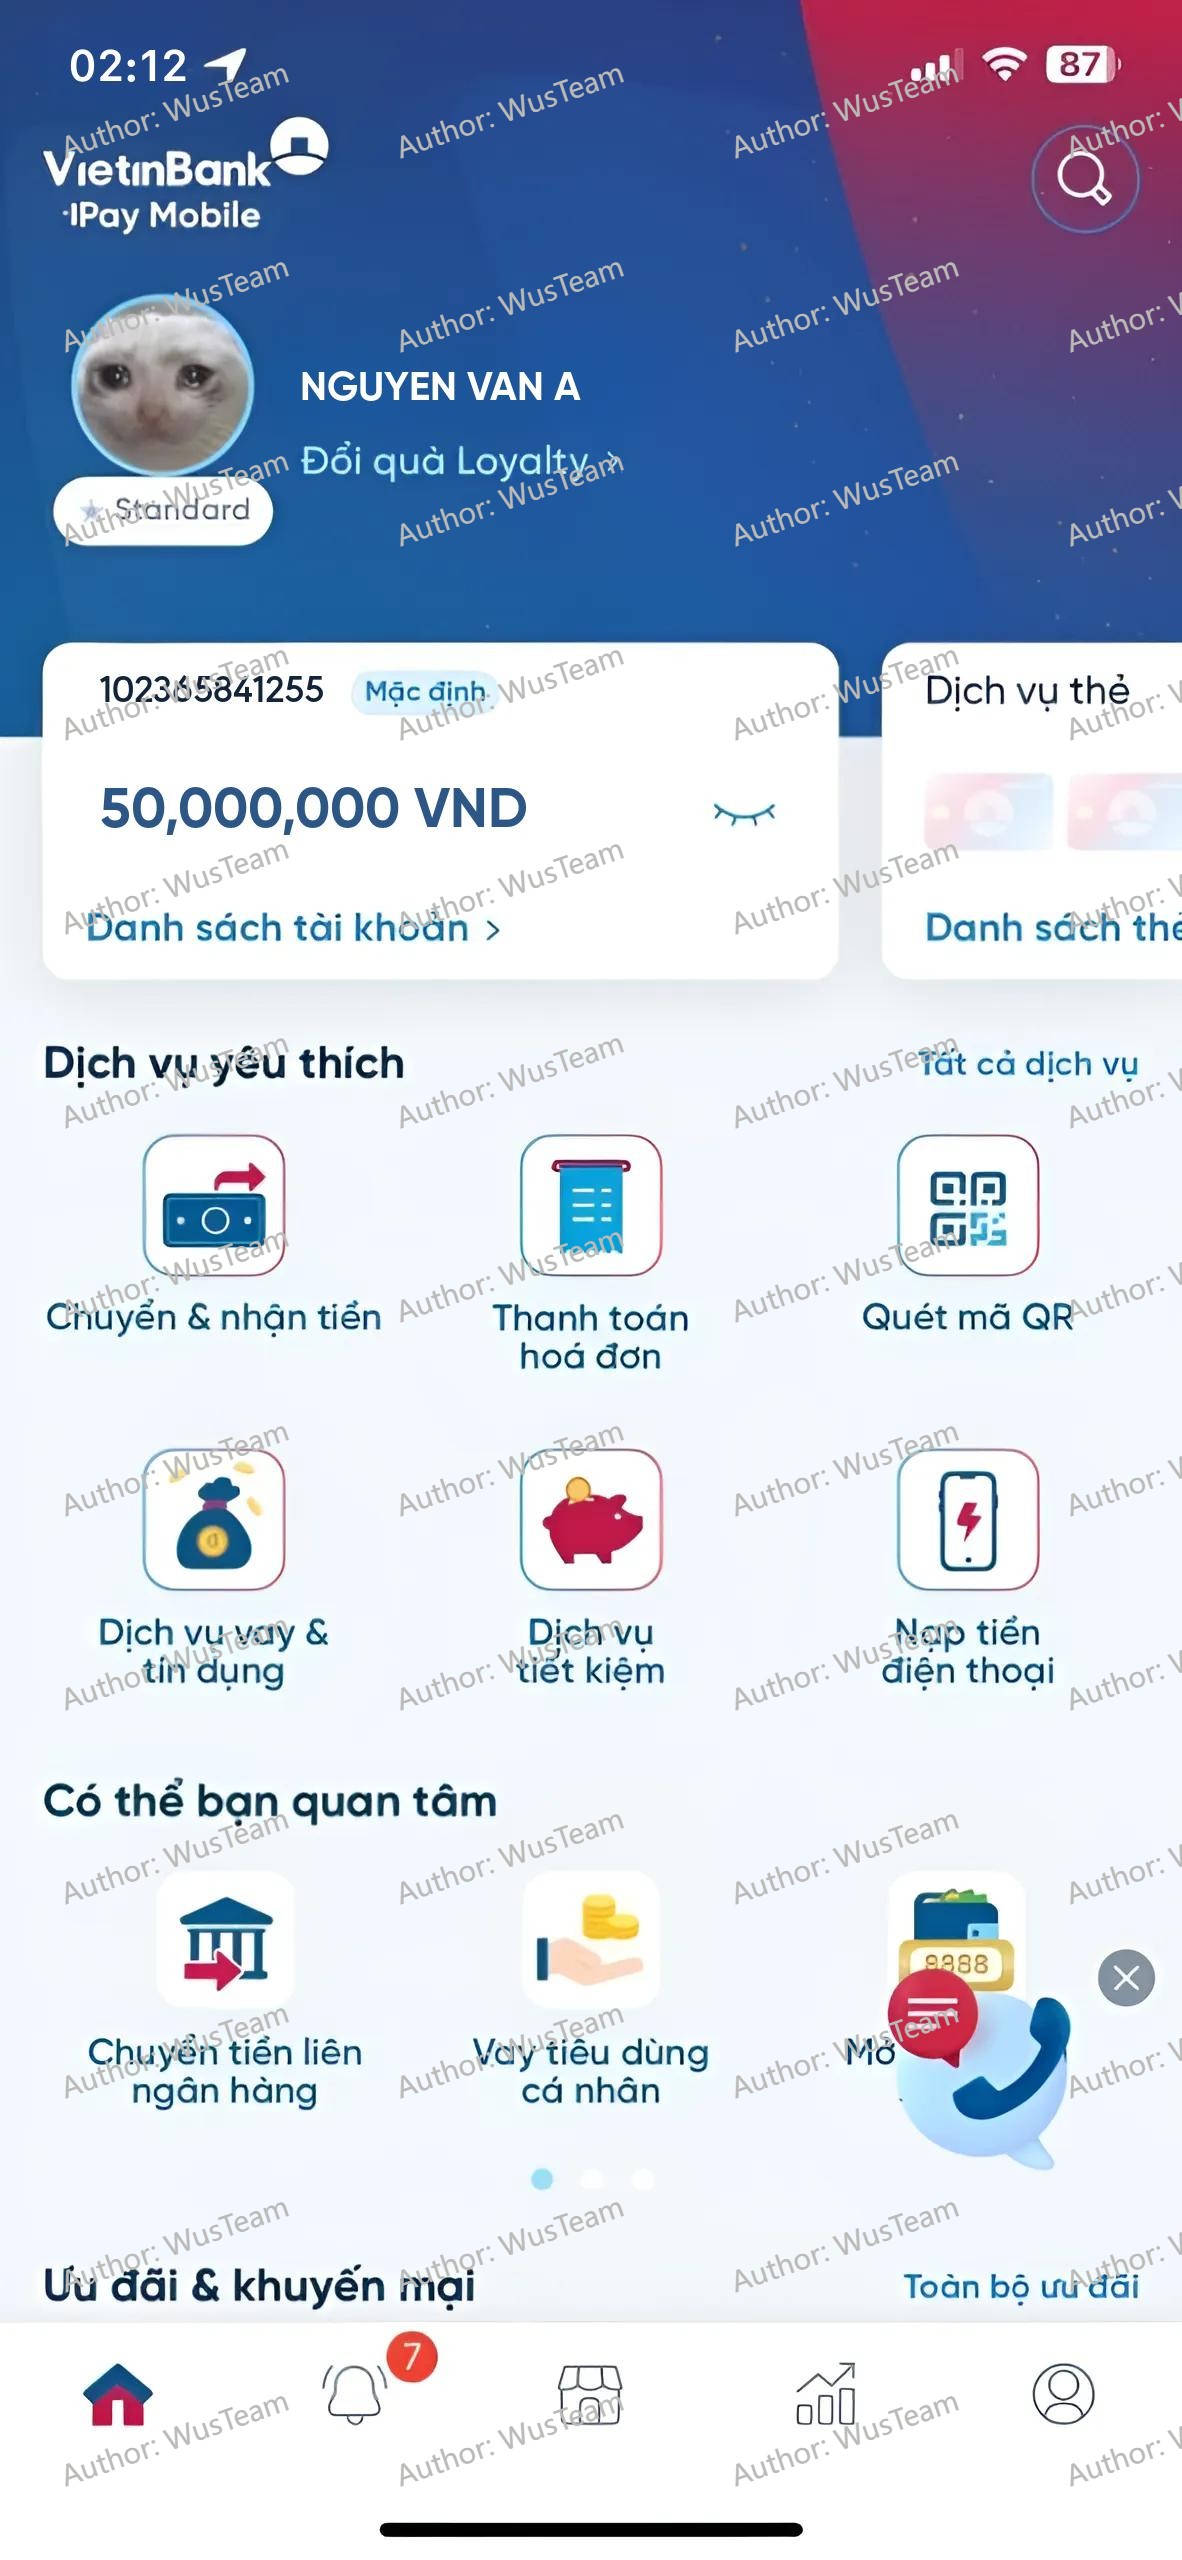 02:12
87
VietinBank
iPay Mobile
NGUYEN VAN A
Đổi quà Loyalty >
Standard
102365841255 Mặc định
Dịch vụ thẻ
50,000,000 VND
Danh sách tài khoản >
Danh sách thẻ
Dịch vụ yêu thích
Tất cả dịch vụ
Chuyển & nhận tiền
Thanh toán
hoá đơn
Quét mã QR
Dịch vụ vay &
tín dụng
Dịch vụ
tiết kiệm
Nạp tiền
điện thoại
Có thể bạn quan tâm
8888
Chuyển tiền liên
ngân hàng
Vay tiêu dùng
cá nhân
Mở
Ưu đãi & khuyến mại
Toàn bộ ưu đãi
7
Author: WusTeam